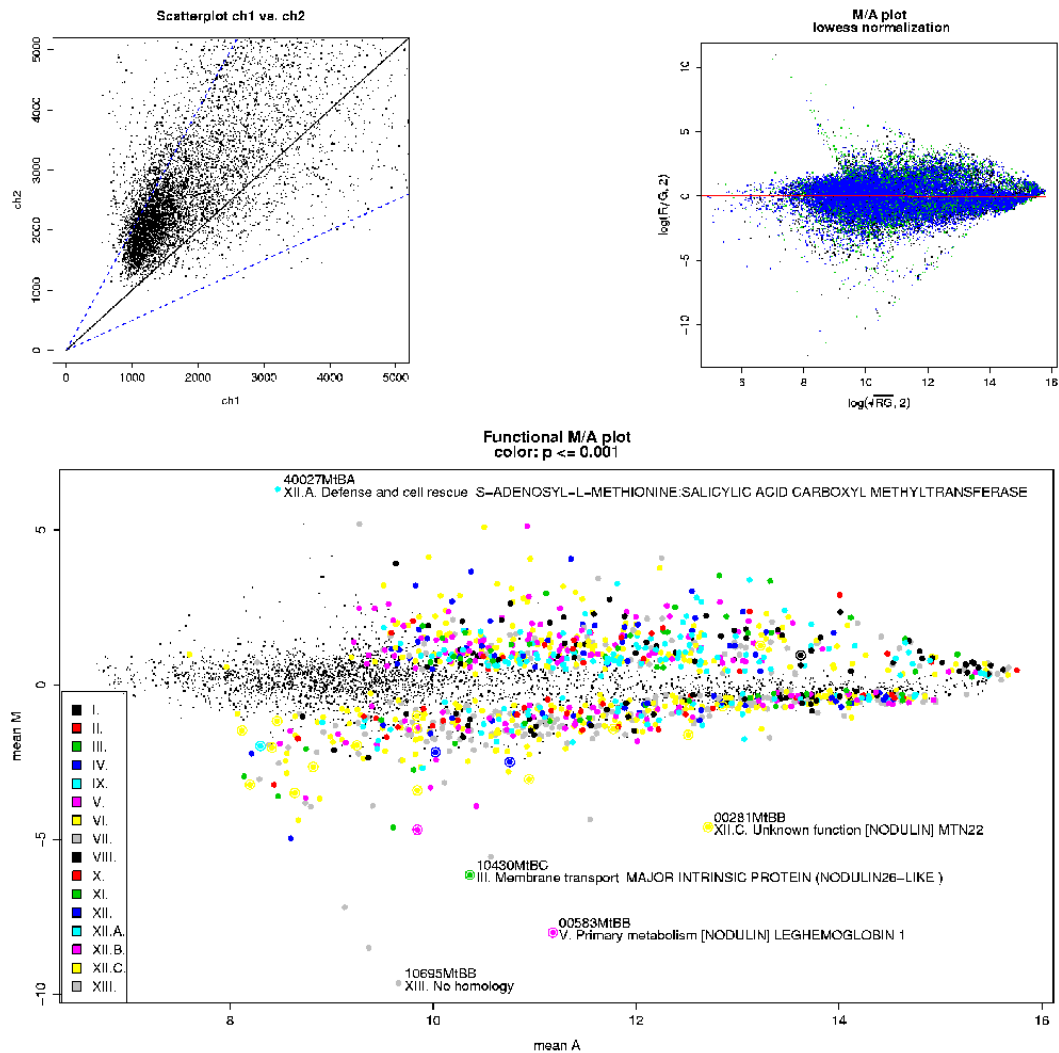 Scatterplot ch1 vs. ch2
5000
4000
3000
2000
1000
0
ch2
0 1000 2000 3000 4000 5000
ch1
M/A plot
lowess normalization
10
5
0
−5
−10
log(R/G, 2)
6 8 10 12 14 16
log(√RG, 2)
Functional M/A plot
color: p <= 0.001
5
0
−5
−10
mean M
40027MtBA
XII.A. Defense and cell rescue S−ADENOSYL−L−METHIONINE:SALICYLIC ACID CARBOXYL METHYLTRANSFERASE
00281MtBB
XII.C. Unknown function [NODULIN] MTN22
10430MtBC
III. Membrane transport MAJOR INTRINSIC PROTEIN (NODULIN26−LIKE )
00583MtBB
V. Primary metabolism [NODULIN] LEGHEMOGLOBIN 1
10695MtBB
XIII. No homology
I.
II.
III.
IV.
IX.
V.
VI.
VII.
VIII.
X.
XI.
XII.
XII.A.
XII.B.
XII.C.
XIII.
8 10 12 14 16
mean A